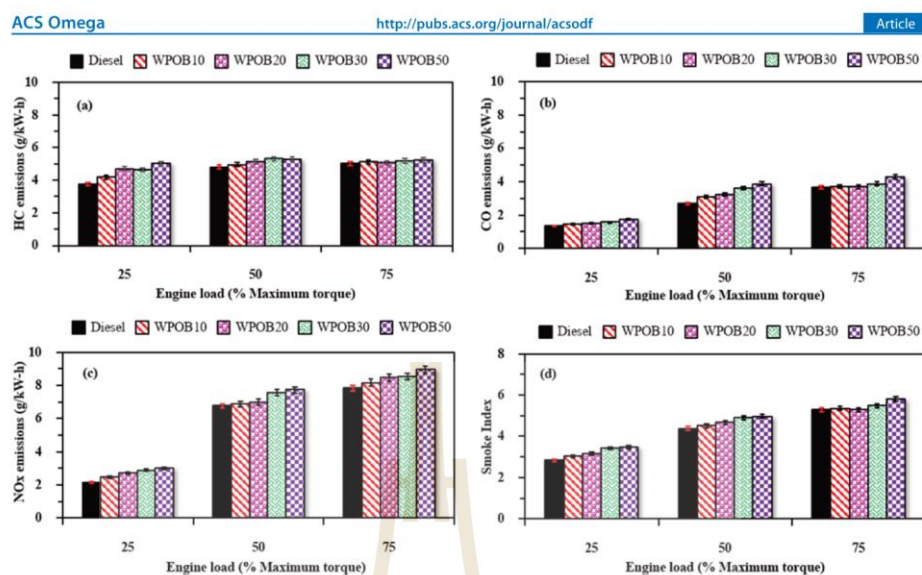 ACS Omega http://pubs.acs.org/journal/acsodf Article
Diesel WPOB10 WPOB20 WPOB30 WPOB50
(a)
HC emissions (g/kW-h)
10
8
6
4
2
0
25 50 75
Engine load (% Maximum torque)
Diesel WPOB10 WPOB20 WPOB30 WPOB50
(b)
CO emissions (g/kW-h)
10
8
6
4
2
0
25 50 75
Engine load (% Maximum torque)
Diesel WPOB10 WPOB20 WPOB30 WPOB50
(c)
NOx emissions (g/kW-h)
10
8
6
4
2
0
25 50 75
Engine load (% Maximum torque)
Diesel WPOB10 WPOB20 WPOB30 WPOB50
(d)
Smoke Index
8
6
4
2
0
25 50 75
Engine load (% Maximum torque)